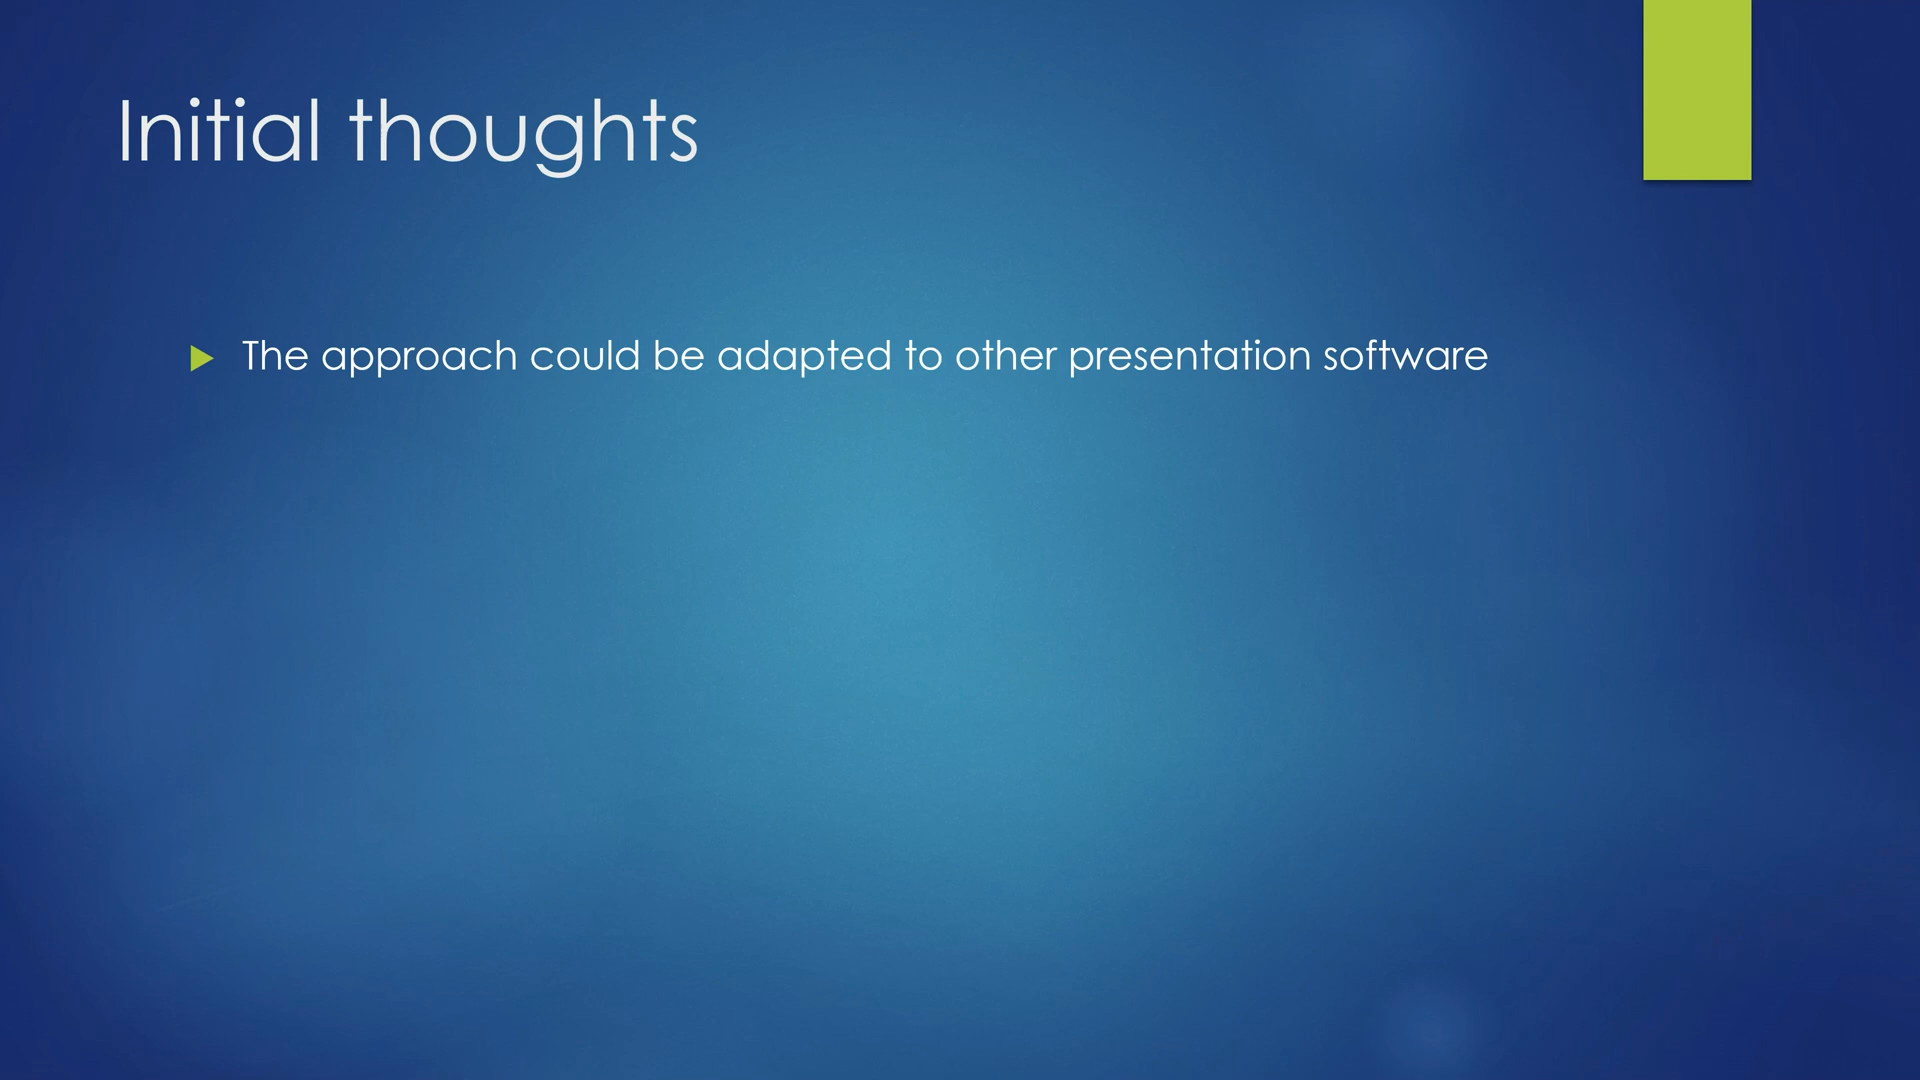 Initial thoughts
The approach could be adapted to other presentation software